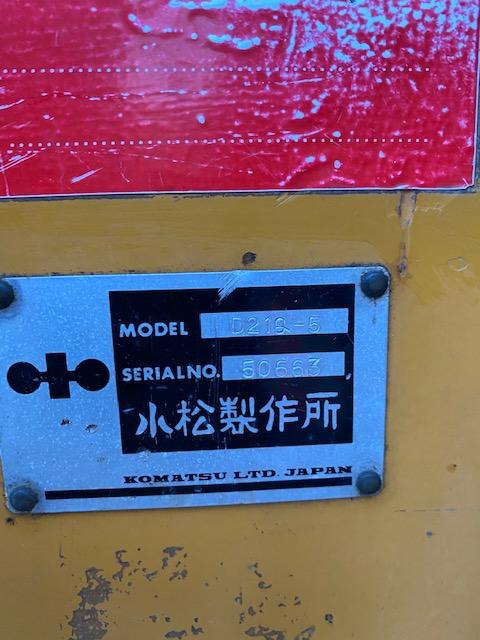 MODEL D21Q-5
SERIAL NO. 50663
小松製作所
KOMATSU LTD. JAPAN